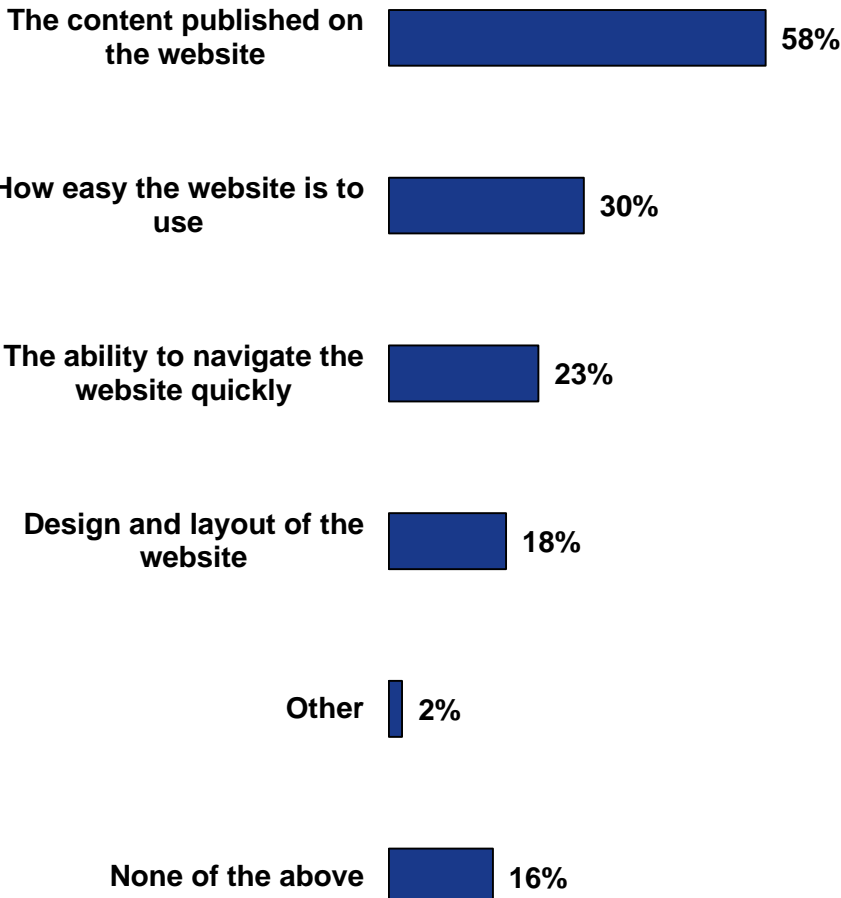 The content published on
the website
58%
How easy the website is to
use
30%
The ability to navigate the
website quickly
23%
Design and layout of the
website
18%
Other
2%
None of the above
16%